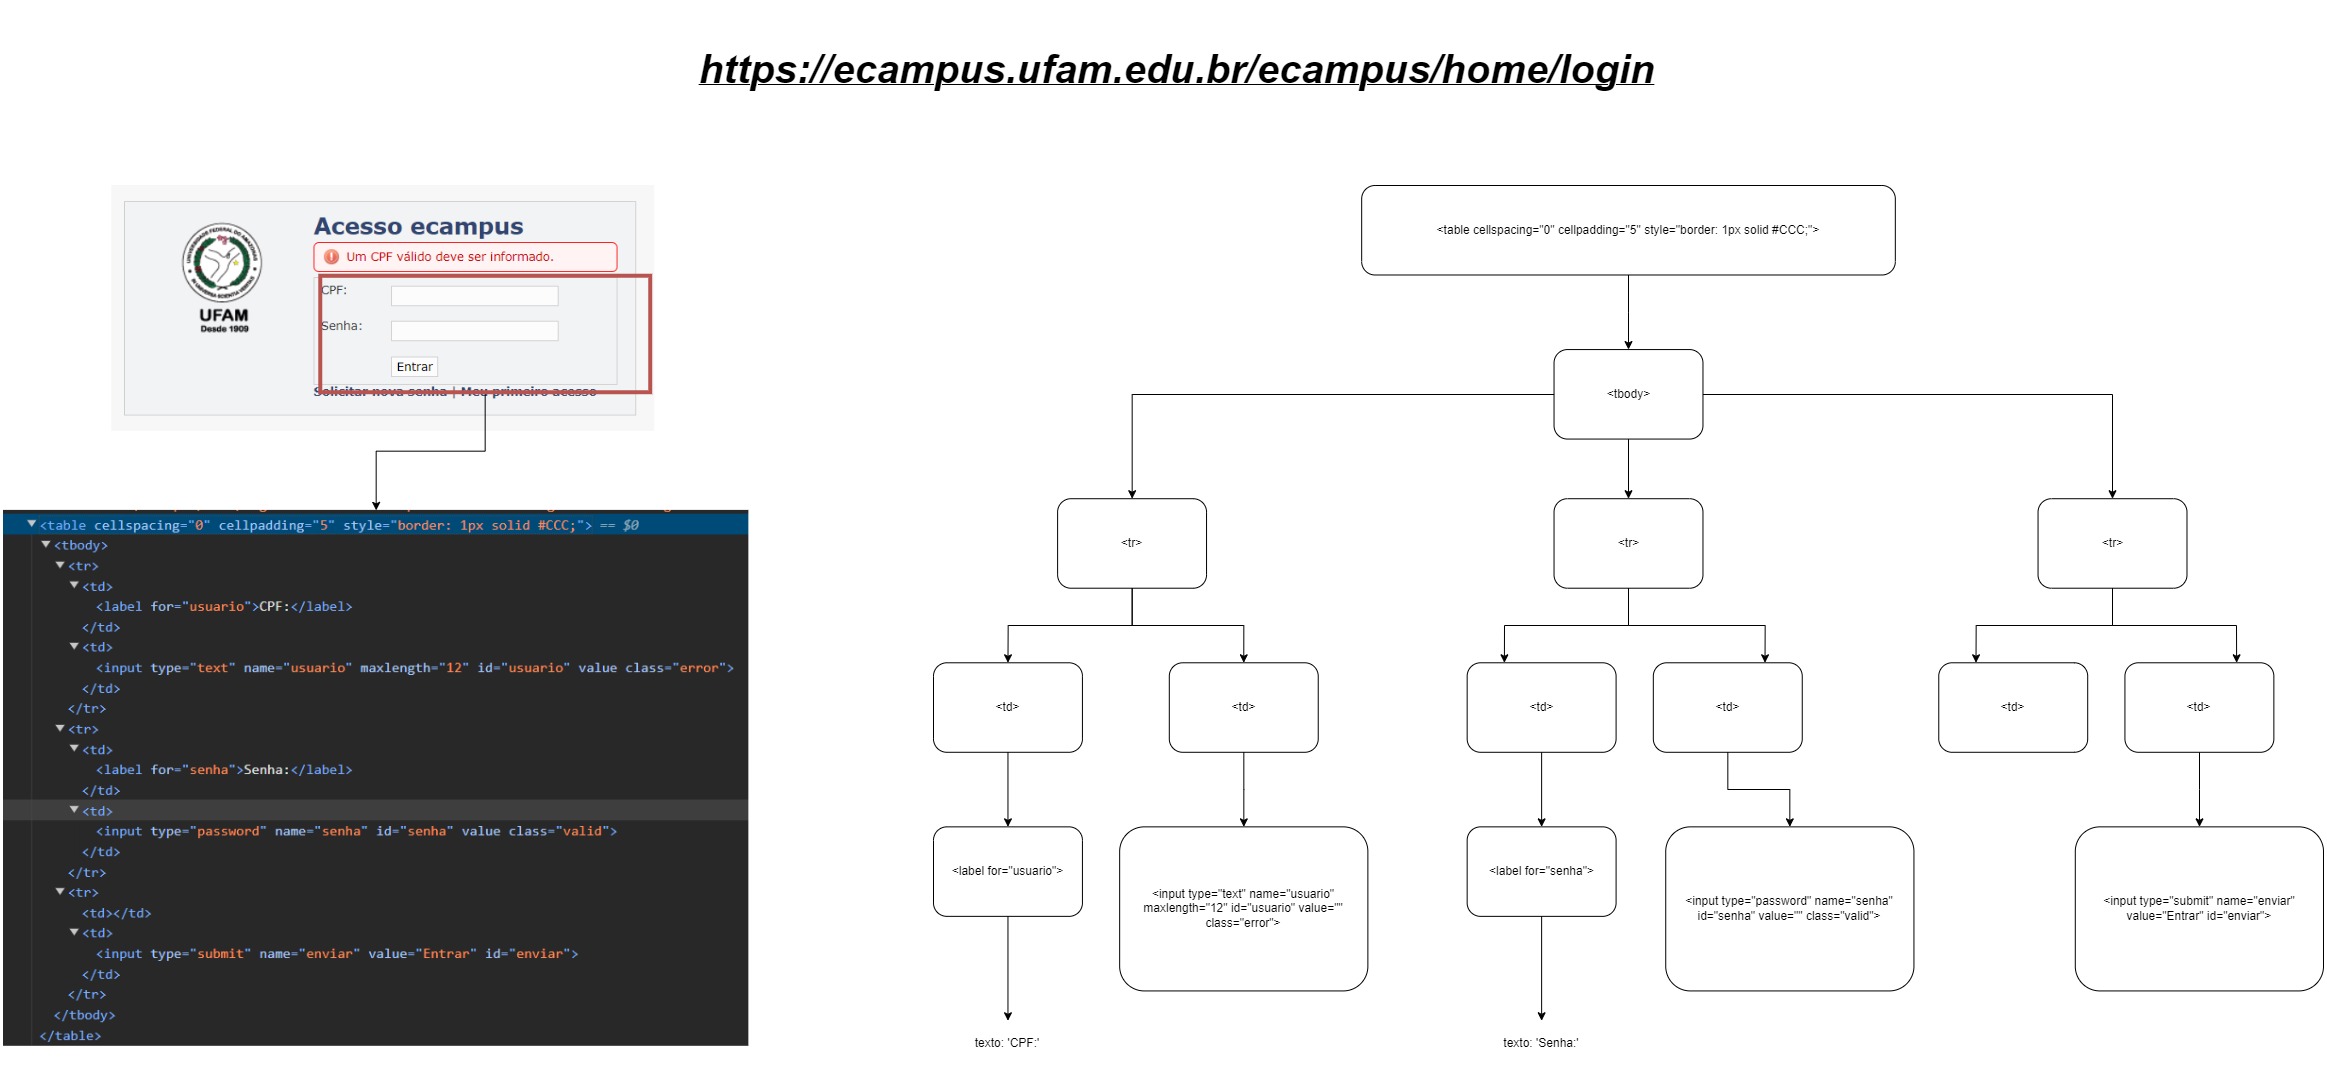 https://ecampus.ufam.edu.br/ecampus/home/login
Acesso ecampus
Um CPF válido deve ser informado.
CPF:
Senha:
Entrar
Solicitar nova senha | Meu primeiro acesso
UFAM
Desde 1909
<table cellspacing="0" cellpadding="5" style="border: 1px solid #CCC;"> == $0
<tbody>
<tr>
<td>
<label for="usuario">CPF:</label>
</td>
<td>
<input type="text" name="usuario" maxlength="12" id="usuario" value class="error">
</td>
</tr>
<tr>
<td>
<label for="senha">Senha:</label>
</td>
<td>
<input type="password" name="senha" id="senha" value class="valid">
</td>
</tr>
<tr>
<td></td>
<td>
<input type="submit" name="enviar" value="Entrar" id="enviar">
</td>
</tr>
</tbody>
</table>
<table cellspacing="0" cellpadding="5" style="border: 1px solid #CCC;">
<tbody>
<tr>
<tr>
<tr>
<td>
<td>
<td>
<td>
<td>
<td>
<label for="usuario">
<input type="text" name="usuario"
maxlength="12" id="usuario" value=""
class="error">
<label for="senha">
<input type="password" name="senha"
id="senha" value="" class="valid">
<input type="submit" name="enviar"
value="Entrar" id="enviar">
texto: 'CPF:'
texto: 'Senha:'